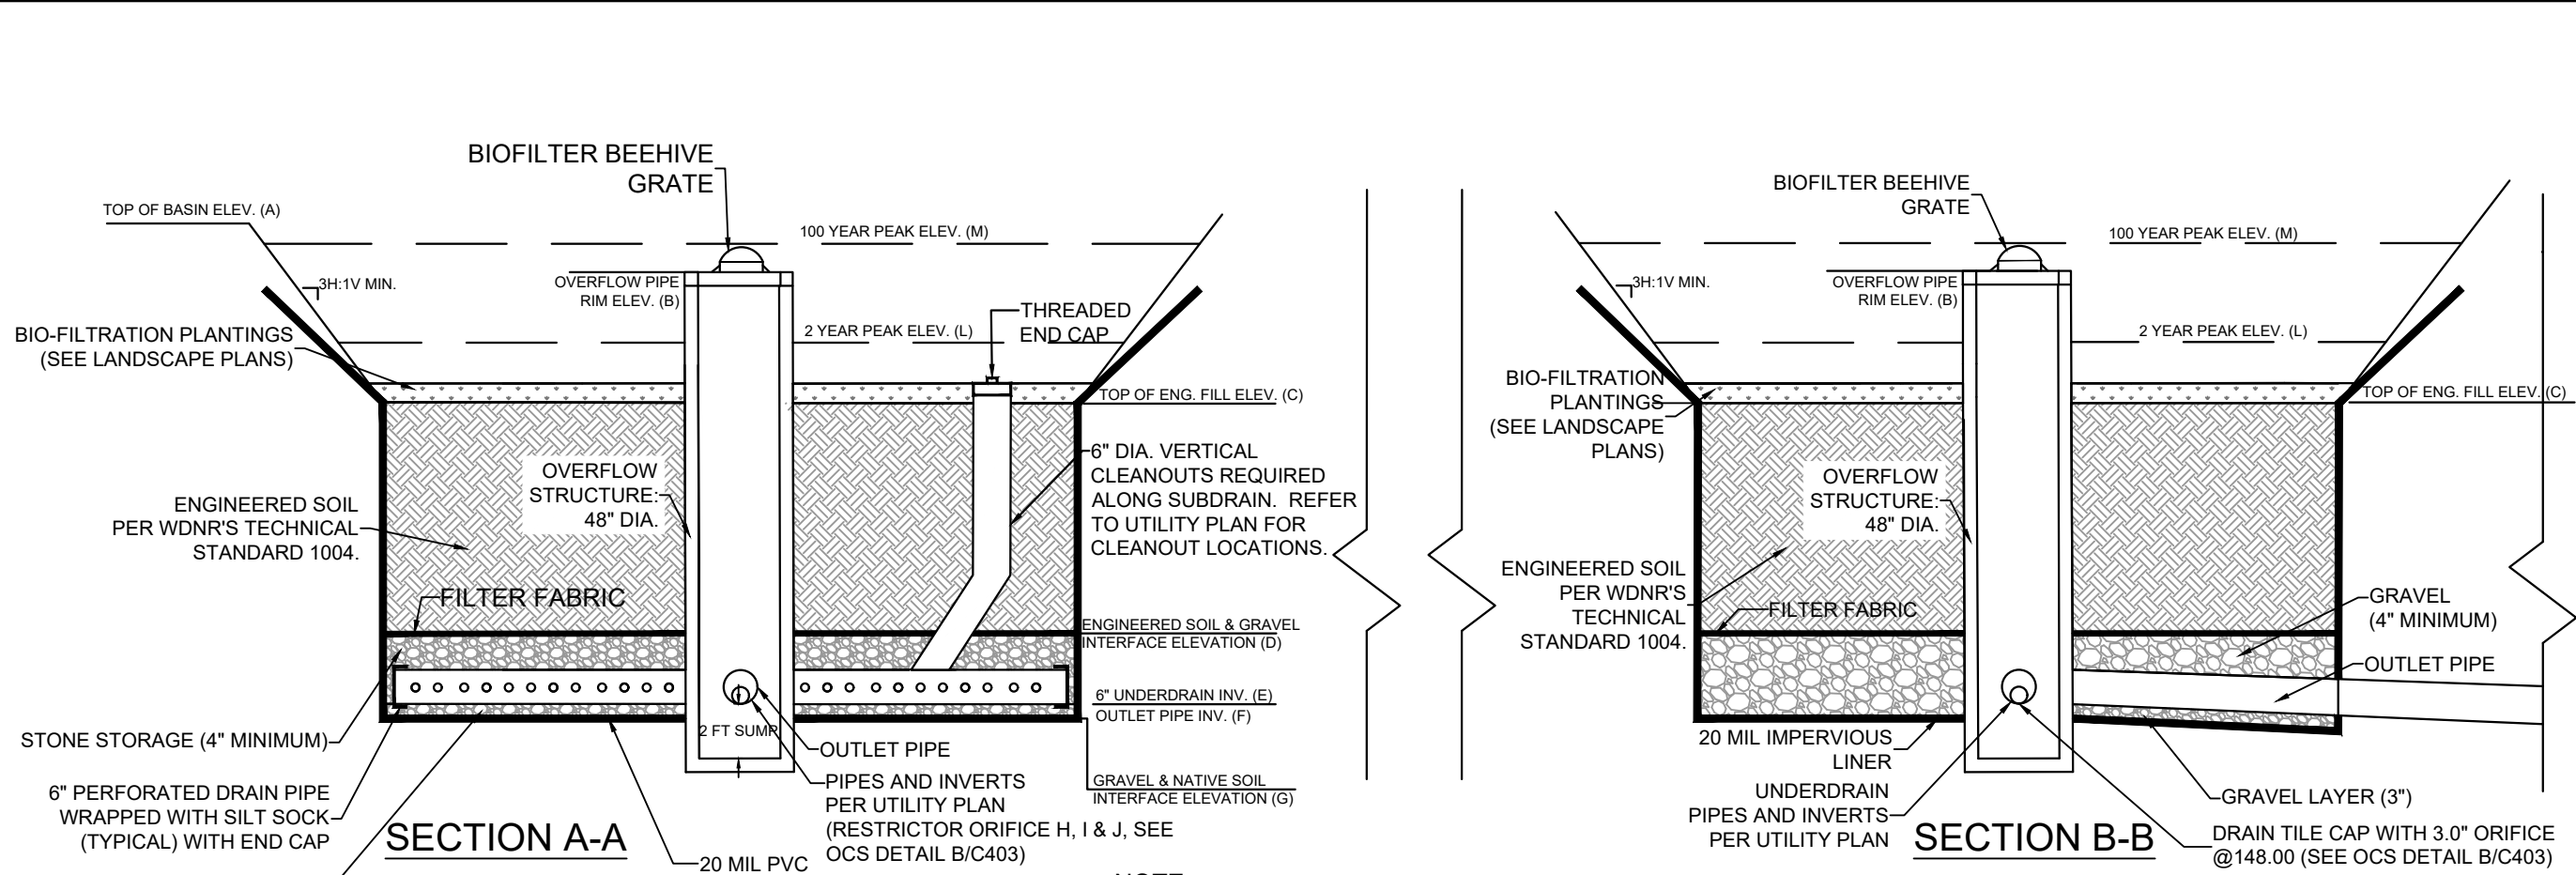 BIOFILTER BEEHIVE
GRATE
TOP OF BASIN ELEV. (A)
100 YEAR PEAK ELEV. (M)
3H:1V MIN.
OVERFLOW PIPE
RIM ELEV. (B)
THREADED
END CAP
2 YEAR PEAK ELEV. (L)
BIO-FILTRATION PLANTINGS
(SEE LANDSCAPE PLANS)
TOP OF ENG. FILL ELEV. (C)
6" DIA. VERTICAL
CLEANOUTS REQUIRED
ALONG SUBDRAIN. REFER
TO UTILITY PLAN FOR
CLEANOUT LOCATIONS.
OVERFLOW
STRUCTURE:
48" DIA.
ENGINEERED SOIL
PER WDNR'S TECHNICAL
STANDARD 1004.
FILTER FABRIC
ENGINEERED SOIL & GRAVEL
INTERFACE ELEVATION (D)
6" UNDERDRAIN INV. (E)
OUTLET PIPE INV. (F)
2 FT SUMP
STONE STORAGE (4" MINIMUM)
OUTLET PIPE
PIPES AND INVERTS
PER UTILITY PLAN
(RESTRICTOR ORIFICE H, I & J, SEE
OCS DETAIL B/C403)
GRAVEL & NATIVE SOIL
INTERFACE ELEVATION (G)
6" PERFORATED DRAIN PIPE
WRAPPED WITH SILT SOCK
(TYPICAL) WITH END CAP
SECTION A-A
20 MIL PVC
NOTE
BIOFILTER BEEHIVE
GRATE
100 YEAR PEAK ELEV. (M)
3H:1V MIN.
OVERFLOW PIPE
RIM ELEV. (B)
2 YEAR PEAK ELEV. (L)
BIO-FILTRATION
PLANTINGS
(SEE LANDSCAPE
PLANS)
TOP OF ENG. FILL ELEV. (C)
OVERFLOW
STRUCTURE:
48" DIA.
ENGINEERED SOIL
PER WDNR'S
TECHNICAL
STANDARD 1004.
FILTER FABRIC
GRAVEL
(4" MINIMUM)
OUTLET PIPE
20 MIL IMPERVIOUS
LINER
UNDERDRAIN
PIPES AND INVERTS
PER UTILITY PLAN
GRAVEL LAYER (3")
SECTION B-B
DRAIN TILE CAP WITH 3.0" ORIFICE
@148.00 (SEE OCS DETAIL B/C403)